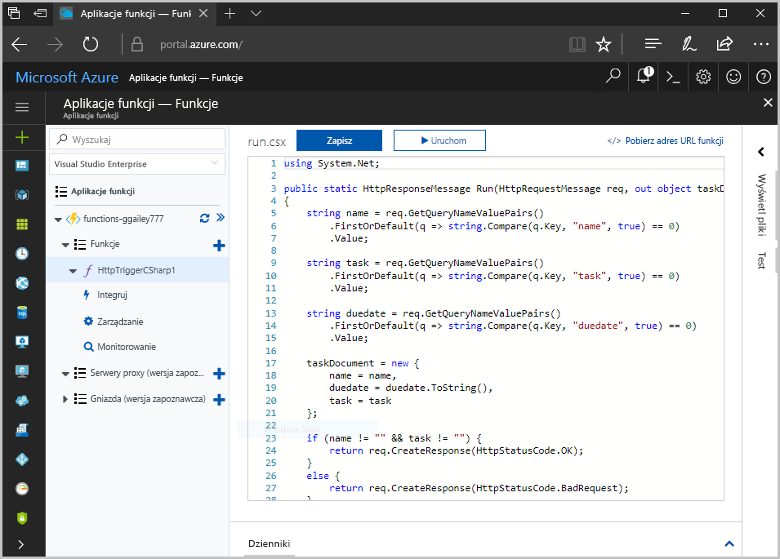 Aplikacje funkcji — Funk
portal.azure.com/
Microsoft Azure Aplikacje funkcji — Funkcje
1
Aplikacje funkcji — Funkcje
Aplikacje funkcji
Wyszukaj
Visual Studio Enterprise
Aplikacje funkcji
functions-ggailey777
Funkcje
HttpTriggerCSharp1
Integruj
Zarządzanie
Monitorowanie
Serwery proxy (wersja zapoz...
Gniazda (wersja zapoznawcza)
run.csx Zapisz Uruchom </> Pobierz adres URL funkcji
1 using System.Net;
2
3 public static HttpResponseMessage Run(HttpRequestMessage req, out object taskD
4 {
5 string name = req.GetQueryNameValuePairs()
6 .FirstOrDefault(q => string.Compare(q.Key, "name", true) == 0)
7 .Value;
8
9 string task = req.GetQueryNameValuePairs()
10 .FirstOrDefault(q => string.Compare(q.Key, "task", true) == 0)
11 .Value;
12
13 string duedate = req.GetQueryNameValuePairs()
14 .FirstOrDefault(q => string.Compare(q.Key, "duedate", true) == 0)
15 .Value;
16
17 taskDocument = new {
18 name = name,
19 duedate = duedate.ToString(),
20 task = task
21 };
22
23 if (name != "" && task != "") {
24 return req.CreateResponse(HttpStatusCode.OK);
25 }
26 else {
27 return req.CreateResponse(HttpStatusCode.BadRequest);
28 }
Wyświetl pliki
Test
Dzienniki